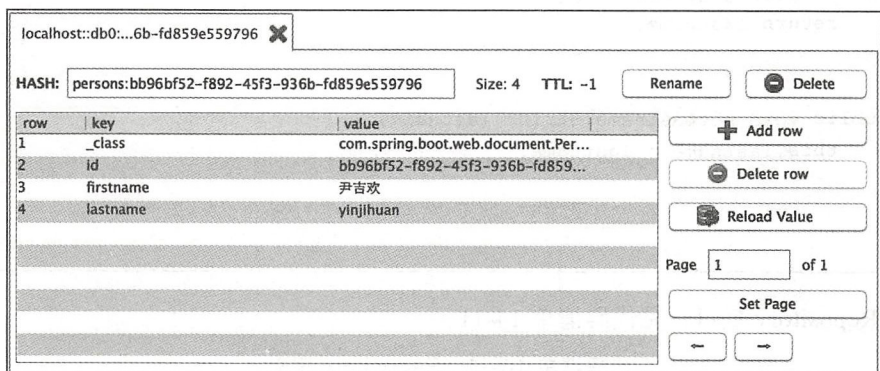 localhost::db0:...6b-fd859e559796
HASH: persons:bb96bf52-f892-45f3-936b-fd859e559796 Size: 4 TTL: -1 Rename Delete
row key value
1 _class com.spring.boot.web.document.Per...
2 id bb96bf52-f892-45f3-936b-fd859...
3 firstname 尹吉欢
4 lastname yinjihuan
Add row
Delete row
Reload Value
Page 1 of 1
Set Page